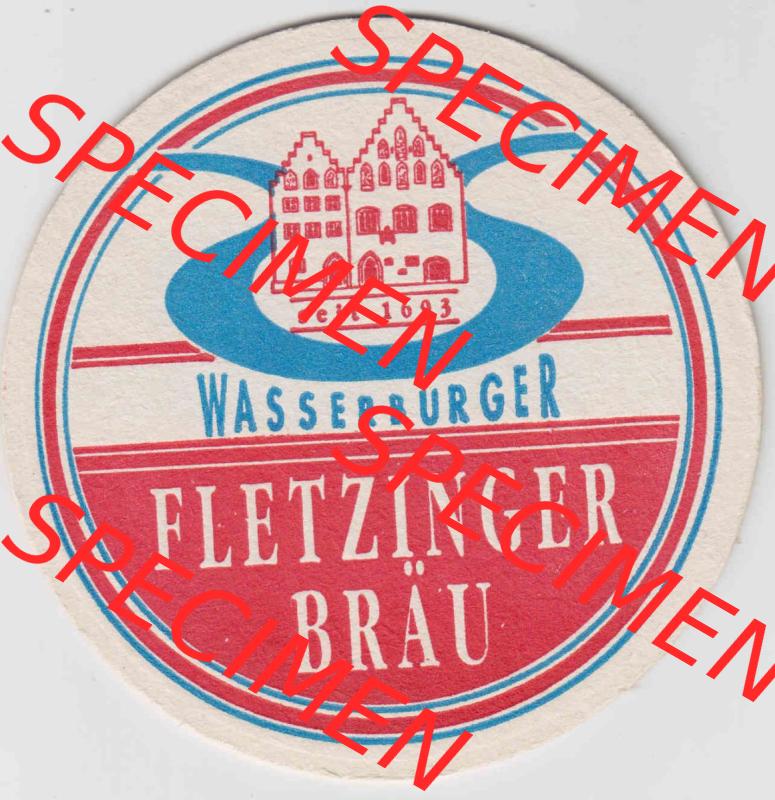 SPECIMEN
SPECIMEN
Seit 1693
WASSERBURGER
SPECIMEN
FLETZINGER
BRÄU
SPECIMEN